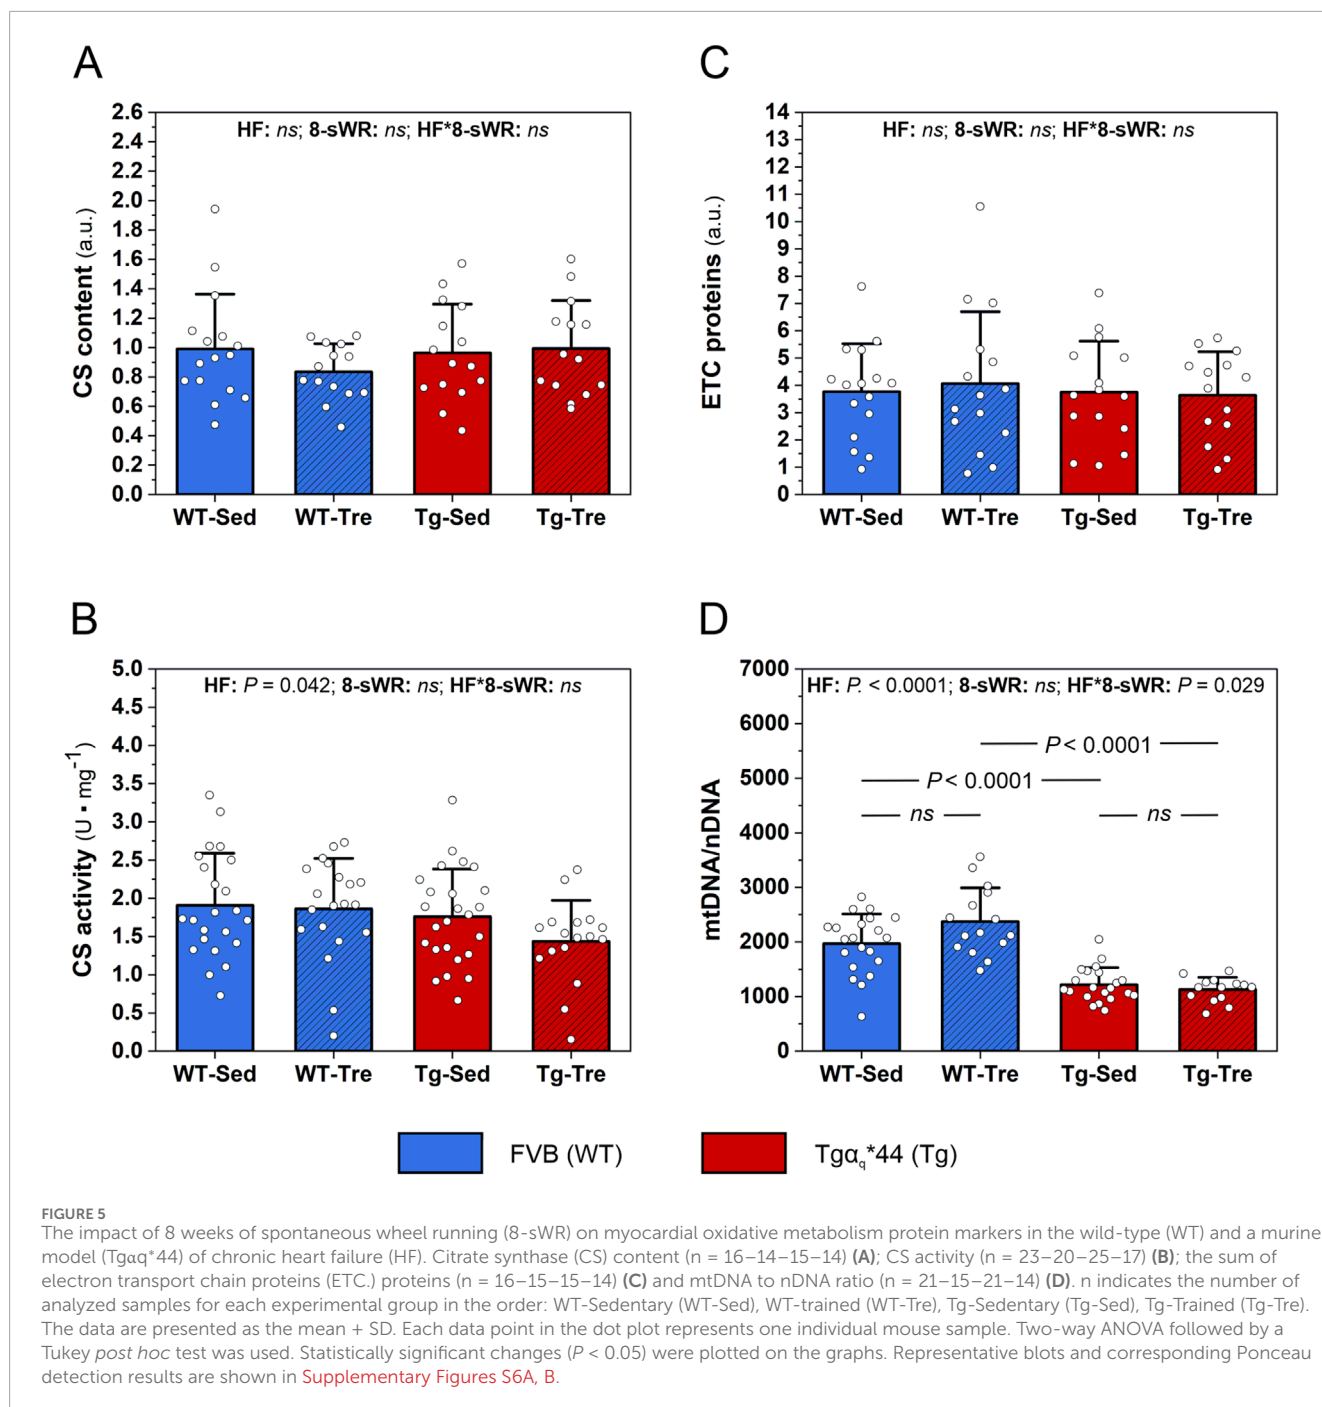 A
CS content (a.u.)
2.6
2.4
2.2
2.0
1.8
1.6
1.4
1.2
1.0
0.8
0.6
0.4
0.2
0.0
HF: ns; 8-sWR: ns; HF*8-sWR: ns
WT-Sed WT-Tre Tg-Sed Tg-Tre
C
ETC proteins (a.u.)
14
13
12
11
10
9
8
7
6
5
4
3
2
1
0
HF: ns; 8-sWR: ns; HF*8-sWR: ns
WT-Sed WT-Tre Tg-Sed Tg-Tre
B
CS activity (U ▪ mg⁻¹)
5.0
4.5
4.0
3.5
3.0
2.5
2.0
1.5
1.0
0.5
0.0
HF: P = 0.042; 8-sWR: ns; HF*8-sWR: ns
WT-Sed WT-Tre Tg-Sed Tg-Tre
D
mtDNA/nDNA
7000
6000
5000
4000
3000
2000
1000
0
HF: P. < 0.0001; 8-sWR: ns; HF*8-sWR: P = 0.029
P < 0.0001
P < 0.0001
ns ns
WT-Sed WT-Tre Tg-Sed Tg-Tre
FVB (WT) Tgαq*44 (Tg)
FIGURE 5
The impact of 8 weeks of spontaneous wheel running (8-sWR) on myocardial oxidative metabolism protein markers in the wild-type (WT) and a murine
model (Tgαq*44) of chronic heart failure (HF). Citrate synthase (CS) content (n = 16–14–15–14) (A); CS activity (n = 23–20–25–17) (B); the sum of
electron transport chain proteins (ETC.) proteins (n = 16–15–15–14) (C) and mtDNA to nDNA ratio (n = 21–15–21–14) (D). n indicates the number of
analyzed samples for each experimental group in the order: WT-Sedentary (WT-Sed), WT-trained (WT-Tre), Tg-Sedentary (Tg-Sed), Tg-Trained (Tg-Tre).
The data are presented as the mean + SD. Each data point in the dot plot represents one individual mouse sample. Two-way ANOVA followed by a
Tukey post hoc test was used. Statistically significant changes (P < 0.05) were plotted on the graphs. Representative blots and corresponding Ponceau
detection results are shown in Supplementary Figures S6A, B.